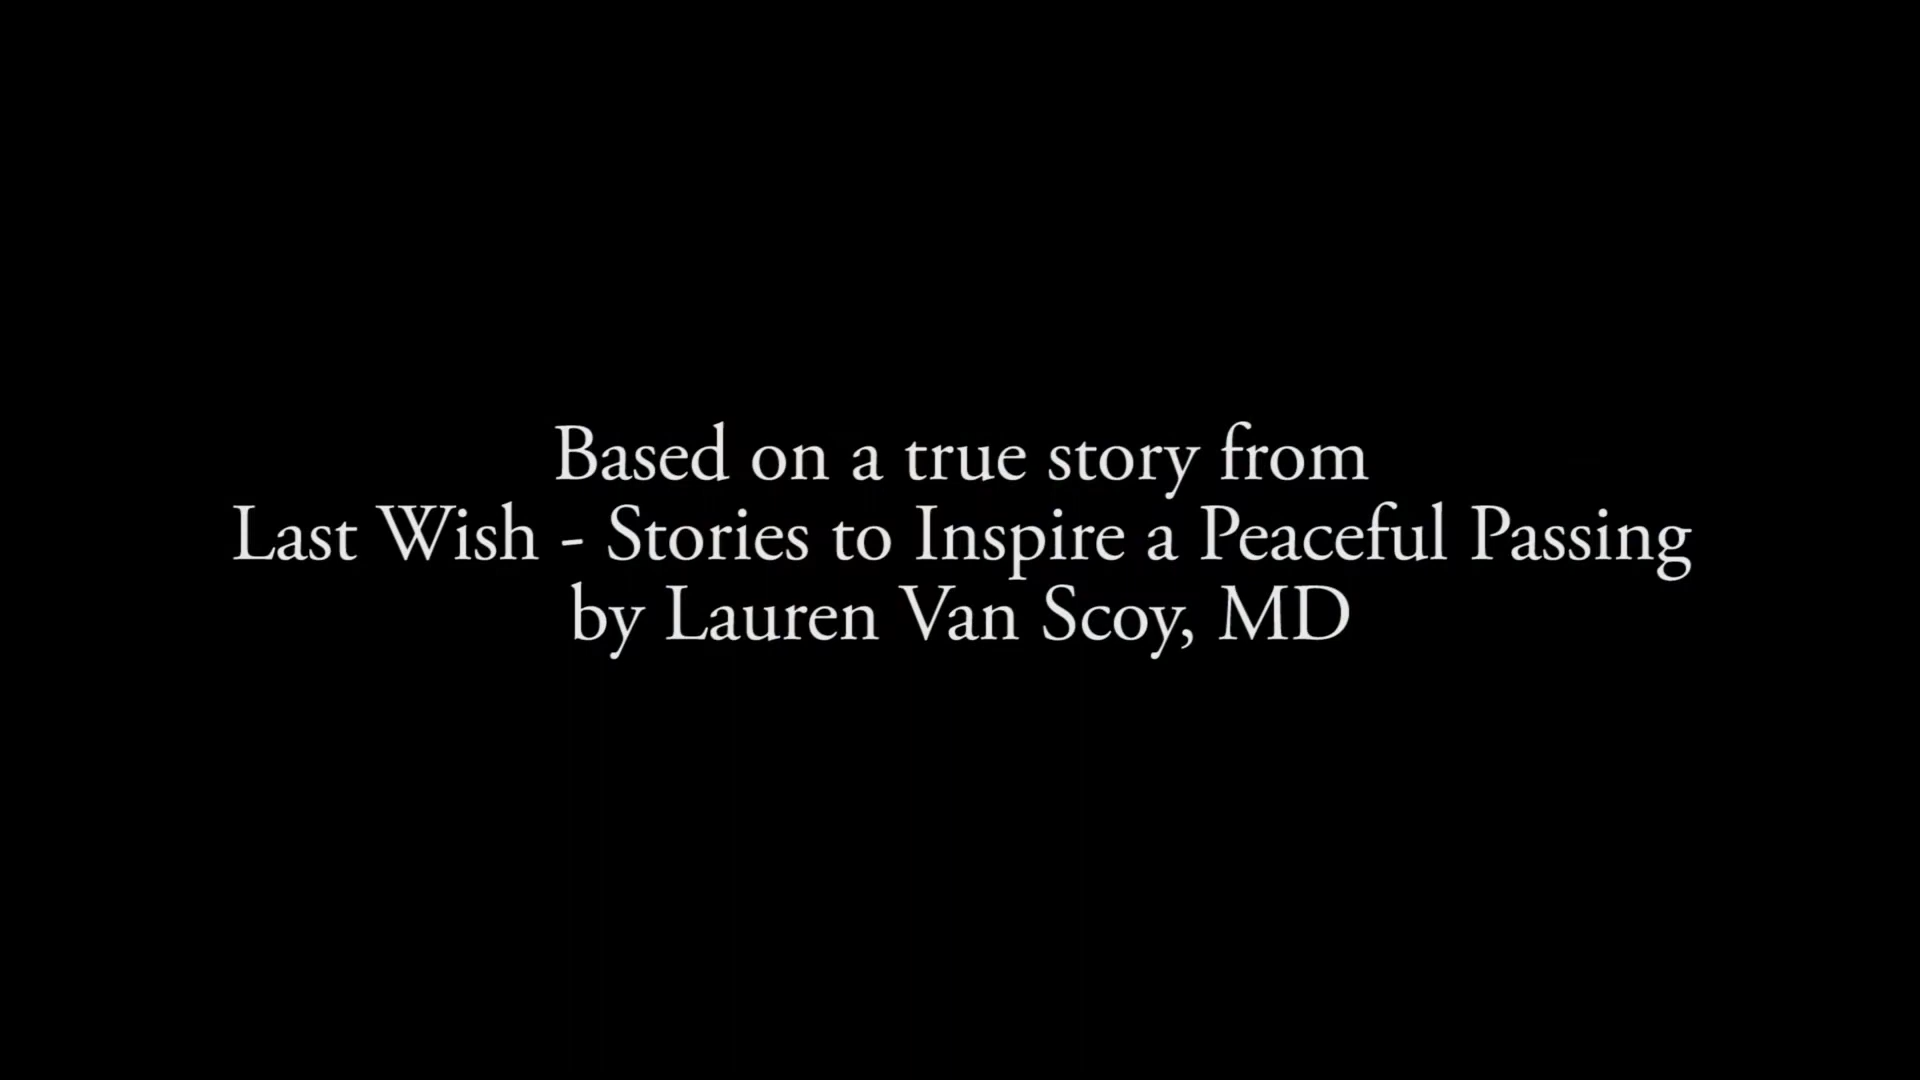 Based on a true story from
Last Wish - Stories to Inspire a Peaceful Passing
by Lauren Van Scoy, MD